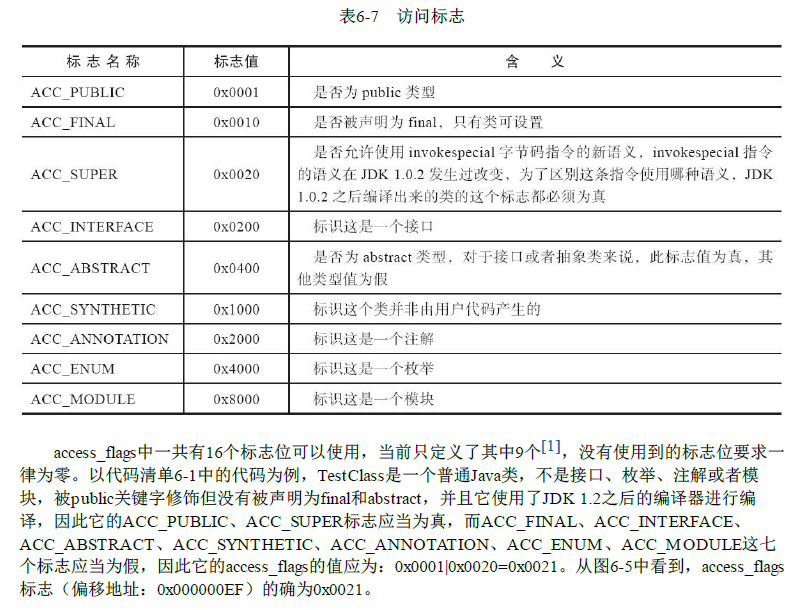 表6-7 访问标志
标志名称 标志值 含 义
ACC_PUBLIC 0x0001 是否为 public 类型
ACC_FINAL 0x0010 是否被声明为 final，只有类可设置
ACC_SUPER 0x0020 是否允许使用 invokespecial 字节码指令的新语义，invokespecial 指令
的语义在 JDK 1.0.2 发生过改变，为了区别这条指令使用哪种语义，JDK
1.0.2 之后编译出来的类的这个标志都必须为真
ACC_INTERFACE 0x0200 标识这是一个接口
ACC_ABSTRACT 0x0400 是否为 abstract 类型，对于接口或者抽象类来说，此标志值为真，其
他类型值为假
ACC_SYNTHETIC 0x1000 标识这个类并非由用户代码产生的
ACC_ANNOTATION 0x2000 标识这是一个注解
ACC_ENUM 0x4000 标识这是一个枚举
ACC_MODULE 0x8000 标识这是一个模块
access_flags中一共有16个标志位可以使用，当前只定义了其中9个[1]，没有使用到的标志位要求一
律为零。以代码清单6-1中的代码为例，TestClass是一个普通Java类，不是接口、枚举、注解或者模
块，被public关键字修饰但没有被声明为final和abstract，并且它使用了JDK 1.2之后的编译器进行编
译，因此它的ACC_PUBLIC、ACC_SUPER标志应当为真，而ACC_FINAL、ACC_INTERFACE、
ACC_ABSTRACT、ACC_SYNTHETIC、ACC_ANNOTATION、ACC_ENUM、ACC_MODULE这七
个标志应当为假，因此它的access_flags的值应为：0x0001|0x0020=0x0021。从图6-5中看到，access_flags
标志（偏移地址：0x000000EF）的确为0x0021。